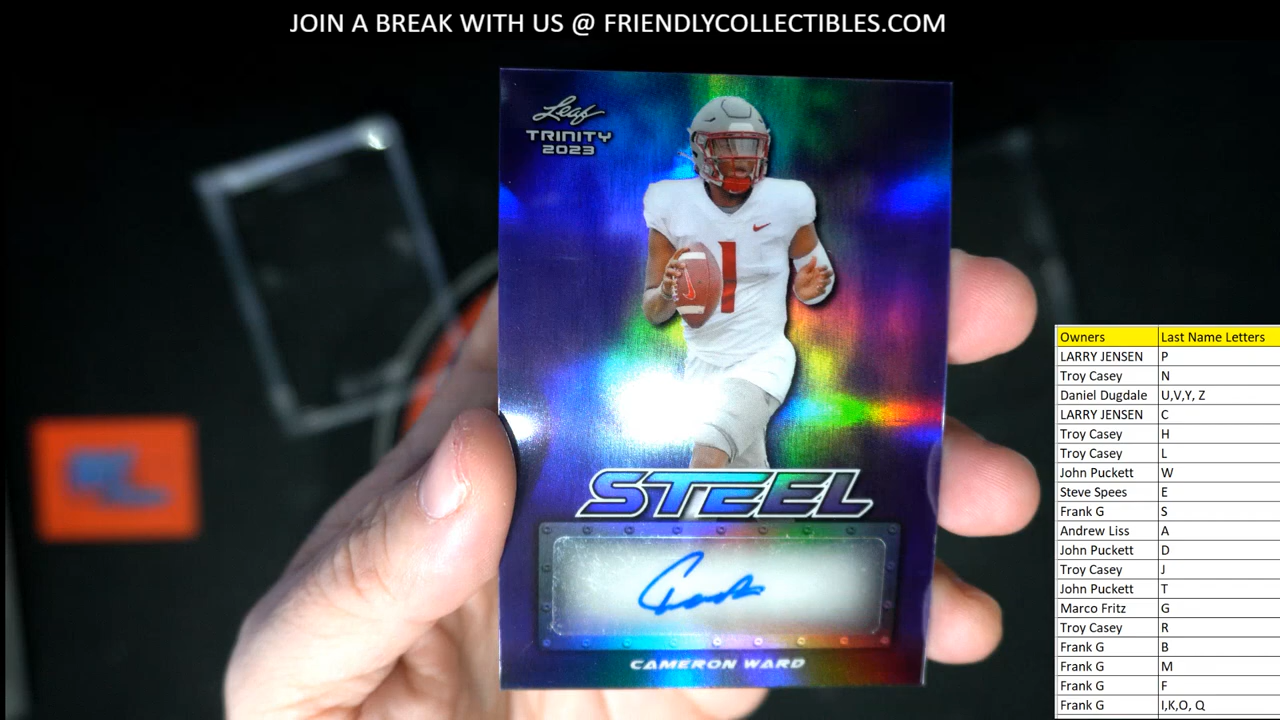 JOIN A BREAK WITH US @ FRIENDLYCOLLECTIBLES.COM
Leaf
TRINITY
2023
1
STEEL
CAMERON WARD
Owners Last Name Letters
LARRY JENSEN P
Troy Casey N
Daniel Dugdale U,V,Y, Z
LARRY JENSEN C
Troy Casey H
Troy Casey L
John Puckett W
Steve Spees E
Frank G S
Andrew Liss A
John Puckett D
Troy Casey J
John Puckett T
Marco Fritz G
Troy Casey R
Frank G B
Frank G M
Frank G F
Frank G I,K,O, Q